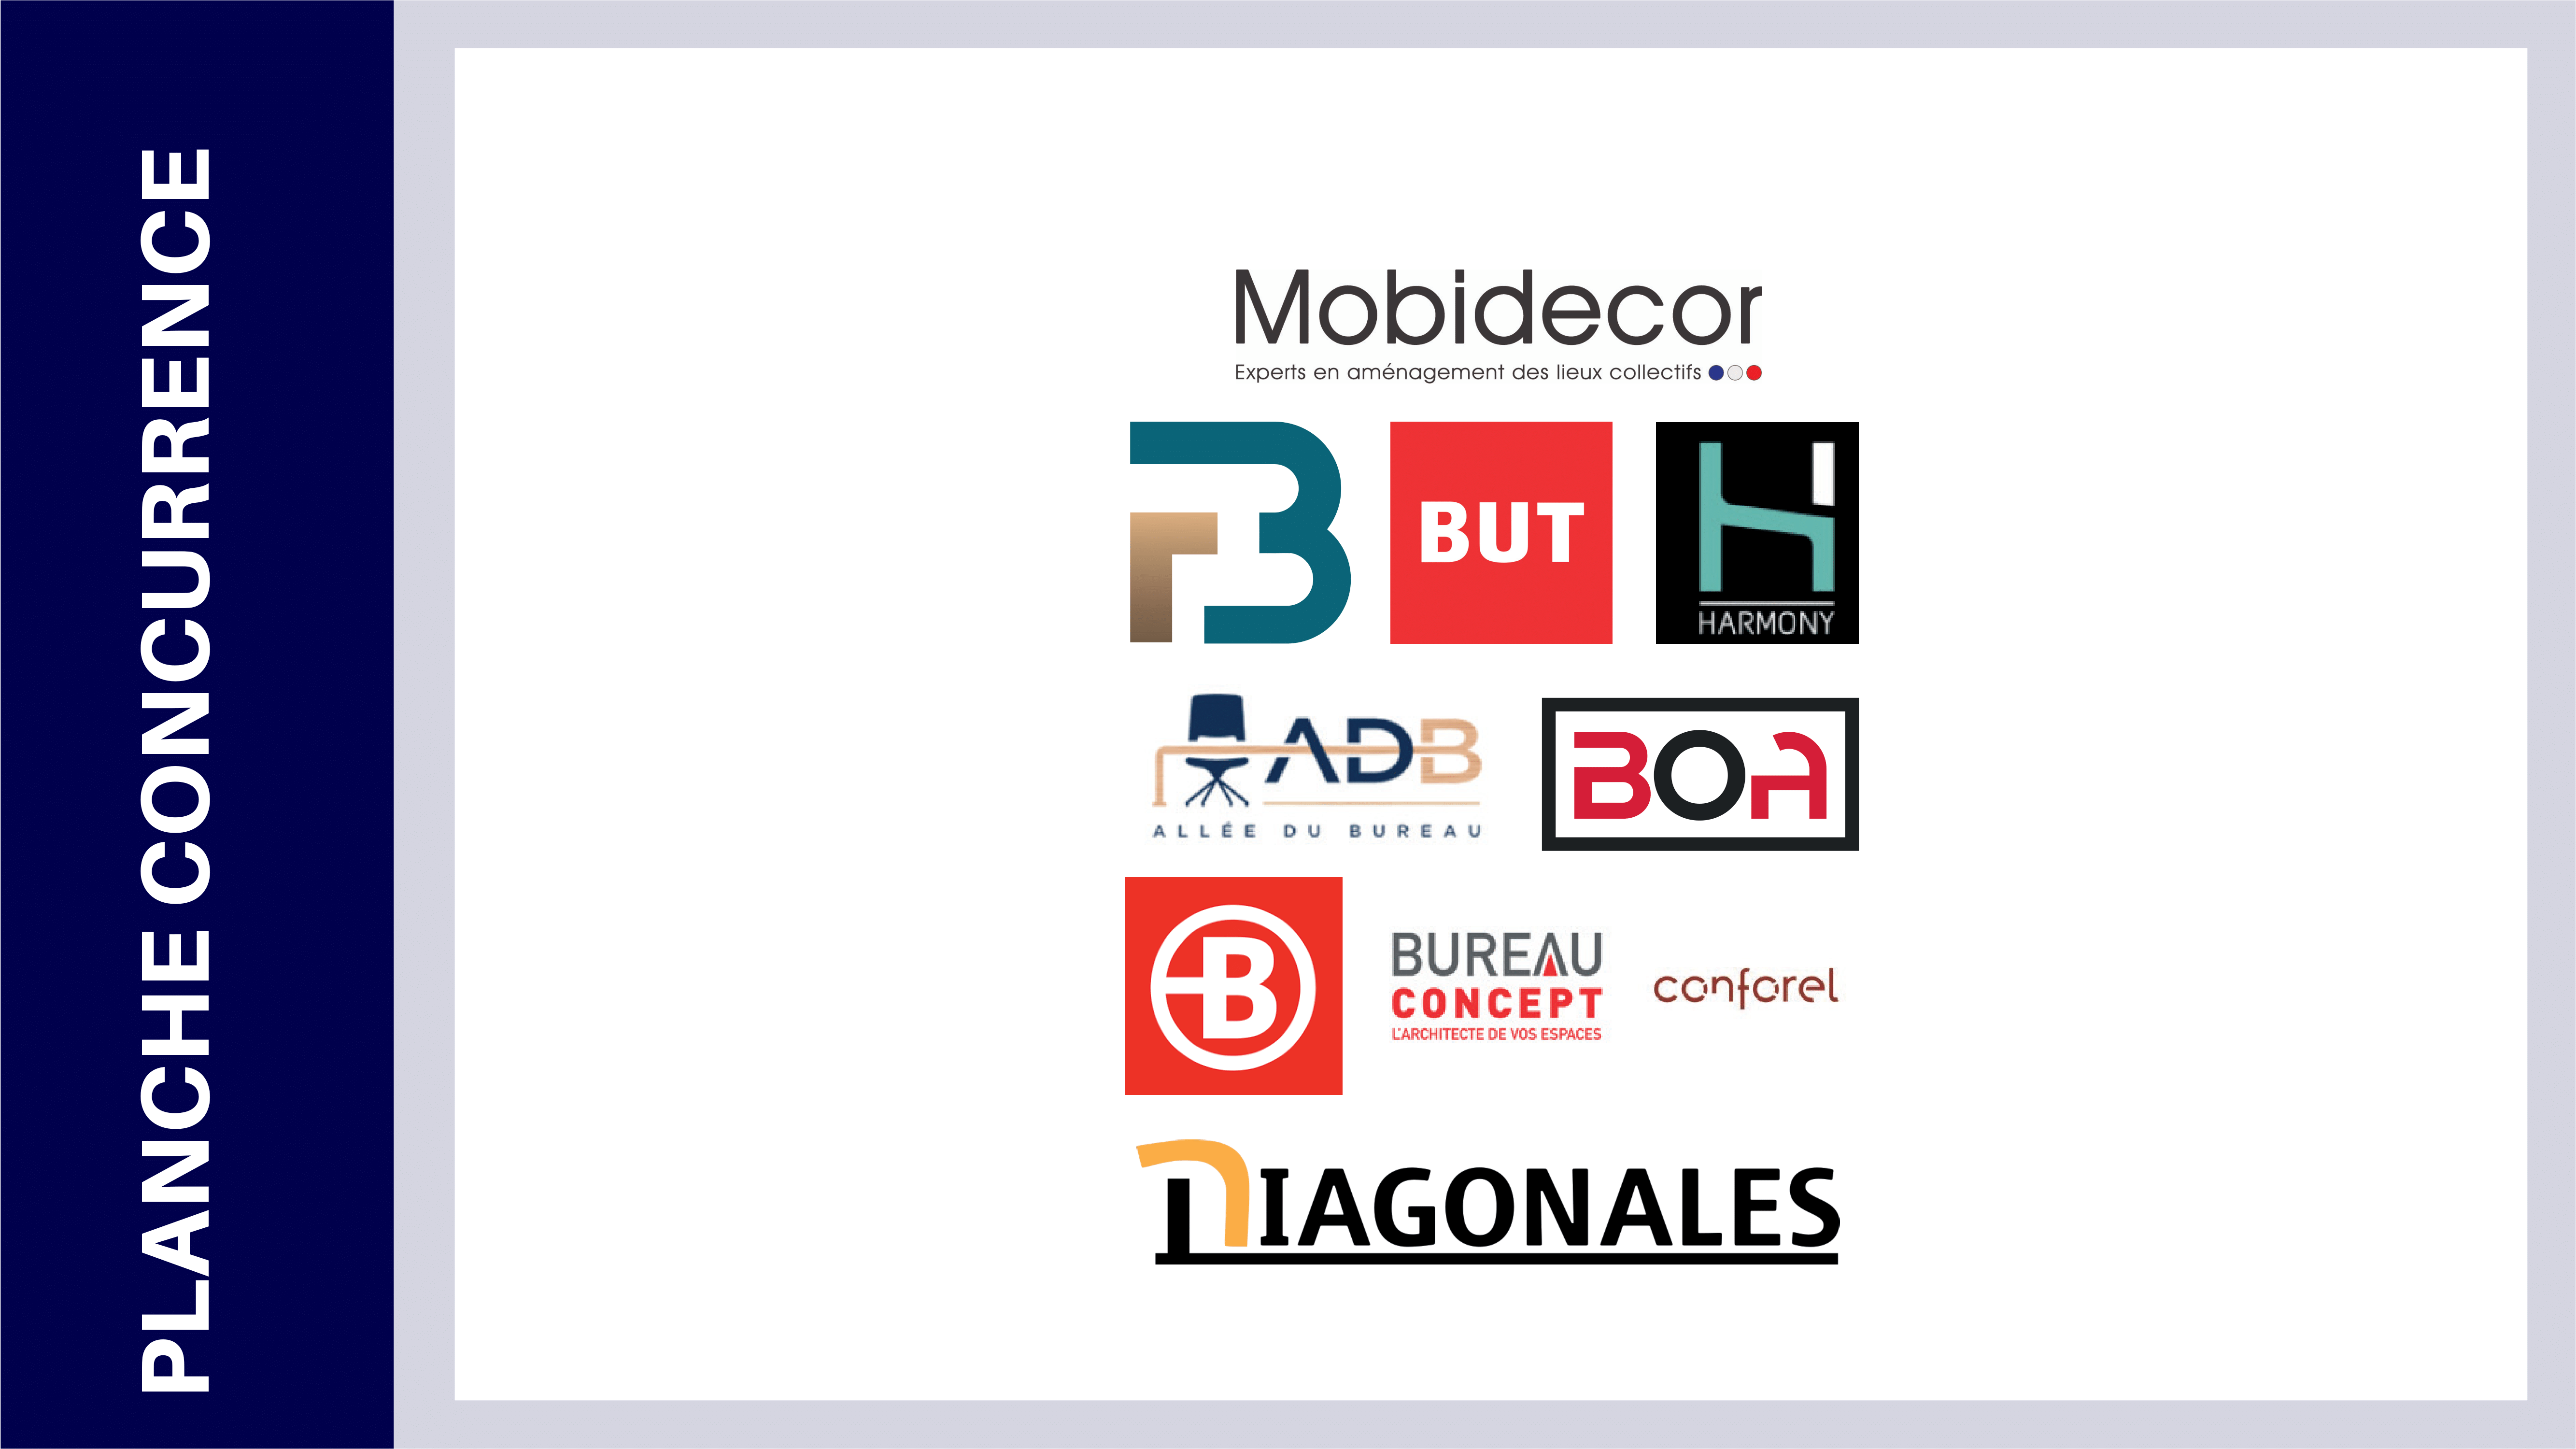 PLANCHE CONCURRENCE
Mobidecor
Experts en aménagement des lieux collectifs
BUT
HARMONY
ADB
ALLÉE DU BUREAU
BOA
B
BUREAU
CONCEPT
L'ARCHITECTE DE VOS ESPACES
conforel
DIAGONALES